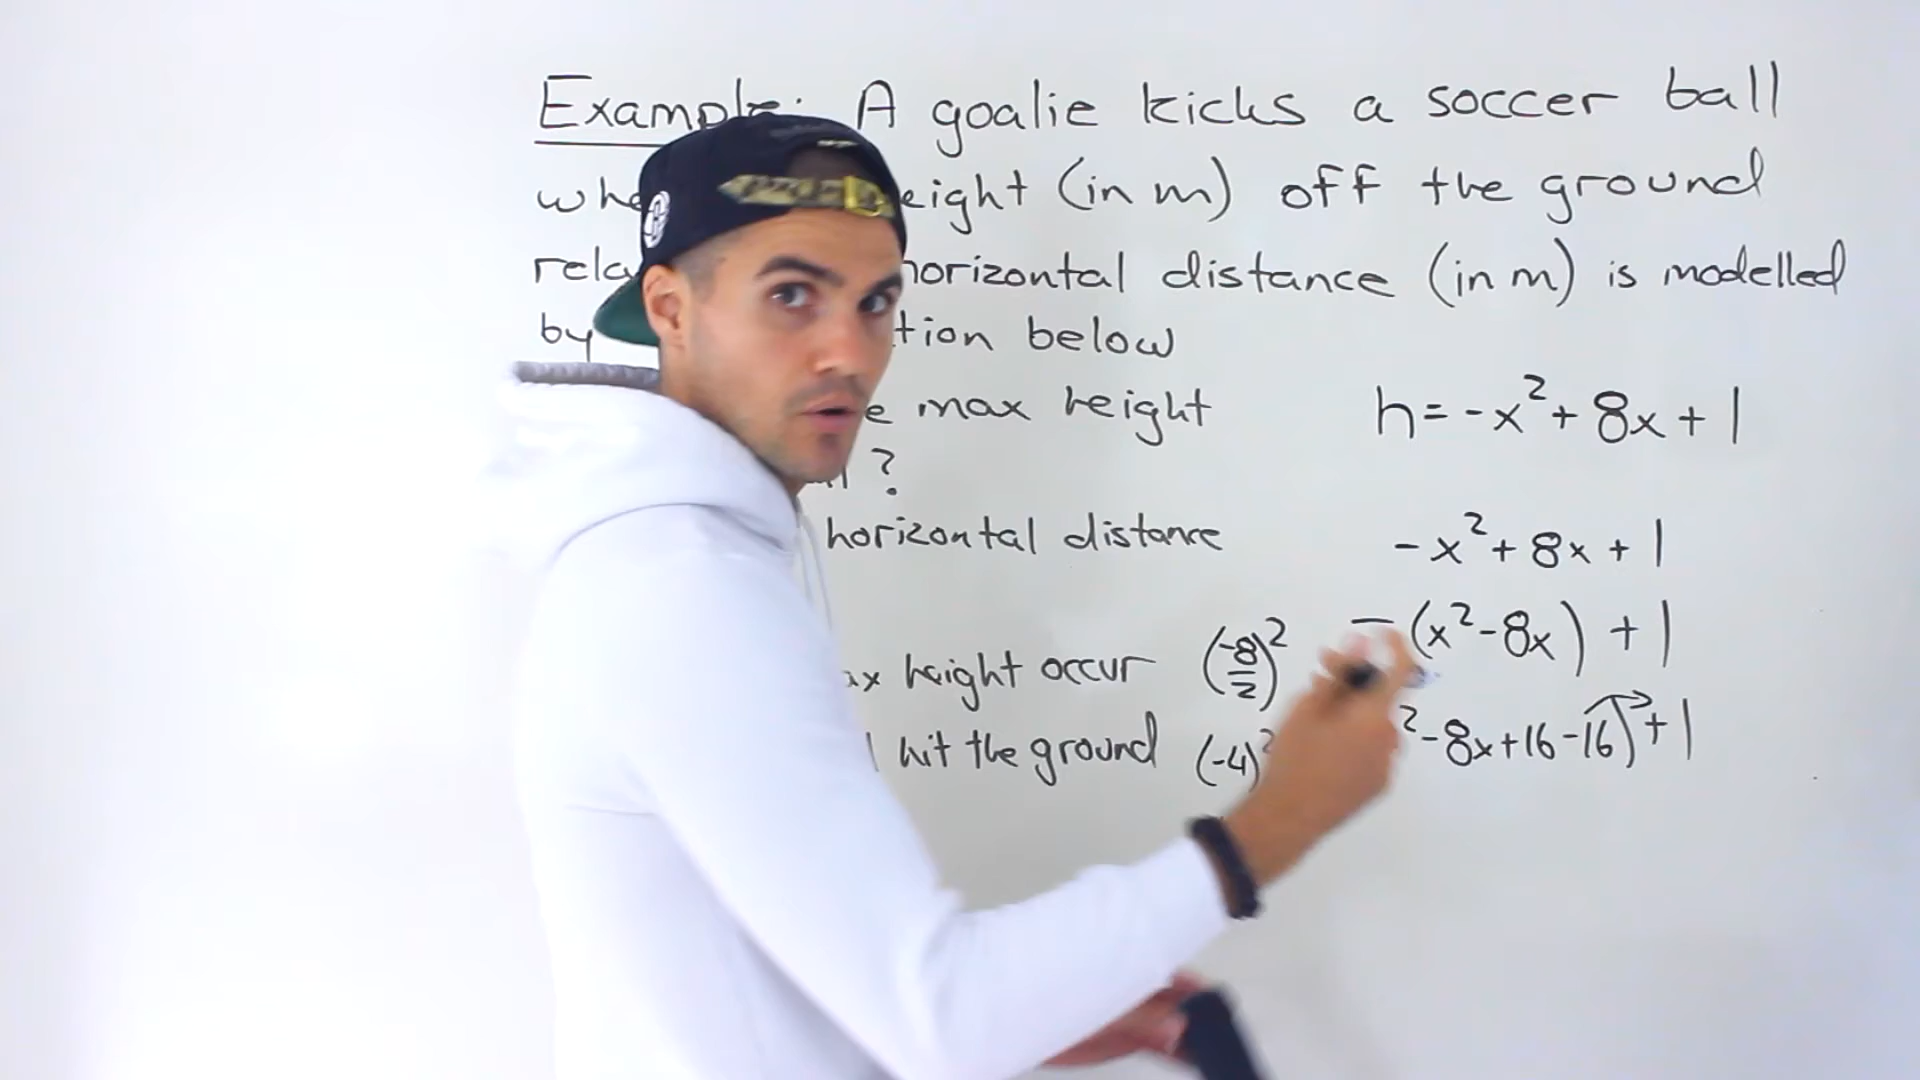 Example: A goalie kicks a soccer ball
eight (in m) off the ground
horizontal distance (in m) is modelled
by tion below
e max height
h = -x² + 8x + 1
?
horizontal distance
-x² + 8x + 1
-(x² - 8x) + 1
ax height occur (-8/2)²
² - 8x + 16 - 16) + 1
hit the ground (-4)²